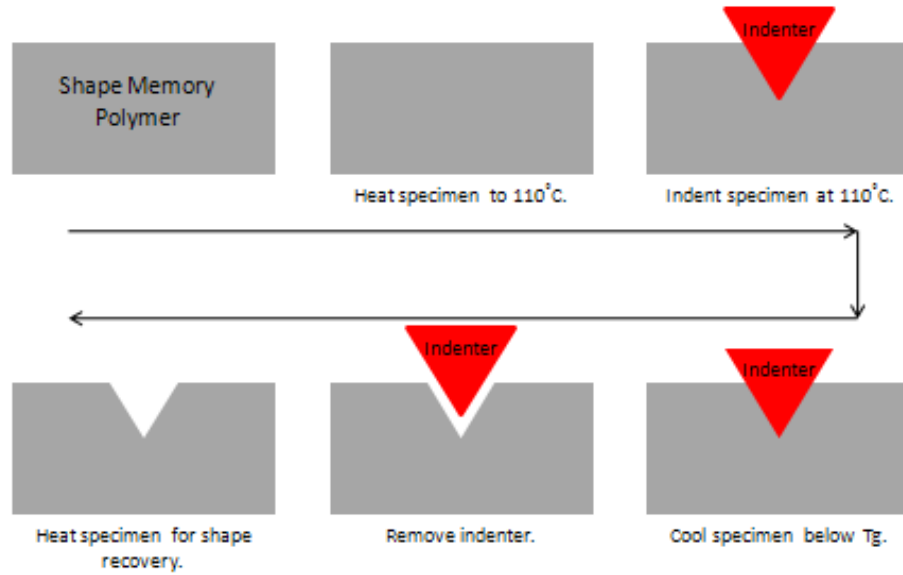 Shape Memory
Polymer
Indenter
Heat specimen to 110°C.
Indent specimen at 110°C.
Indenter
Indenter
Heat specimen for shape
recovery.
Remove indenter.
Cool specimen below Tg.